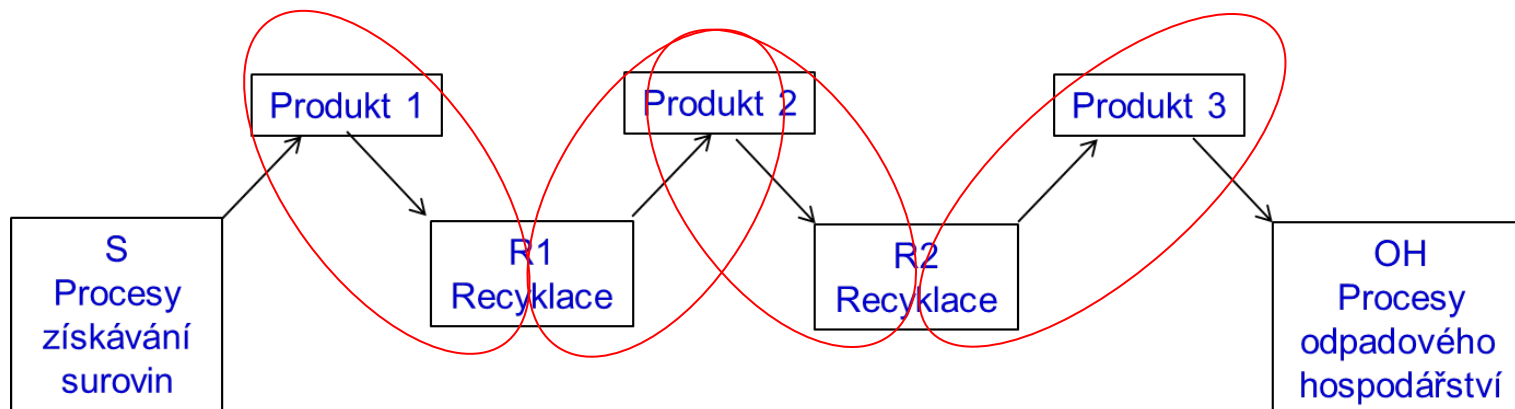 Produkt 1
Produkt 2
Produkt 3
S
Procesy
získávání
surovin
R1
Recyklace
R2
Recyklace
OH
Procesy
odpadového
hospodářství